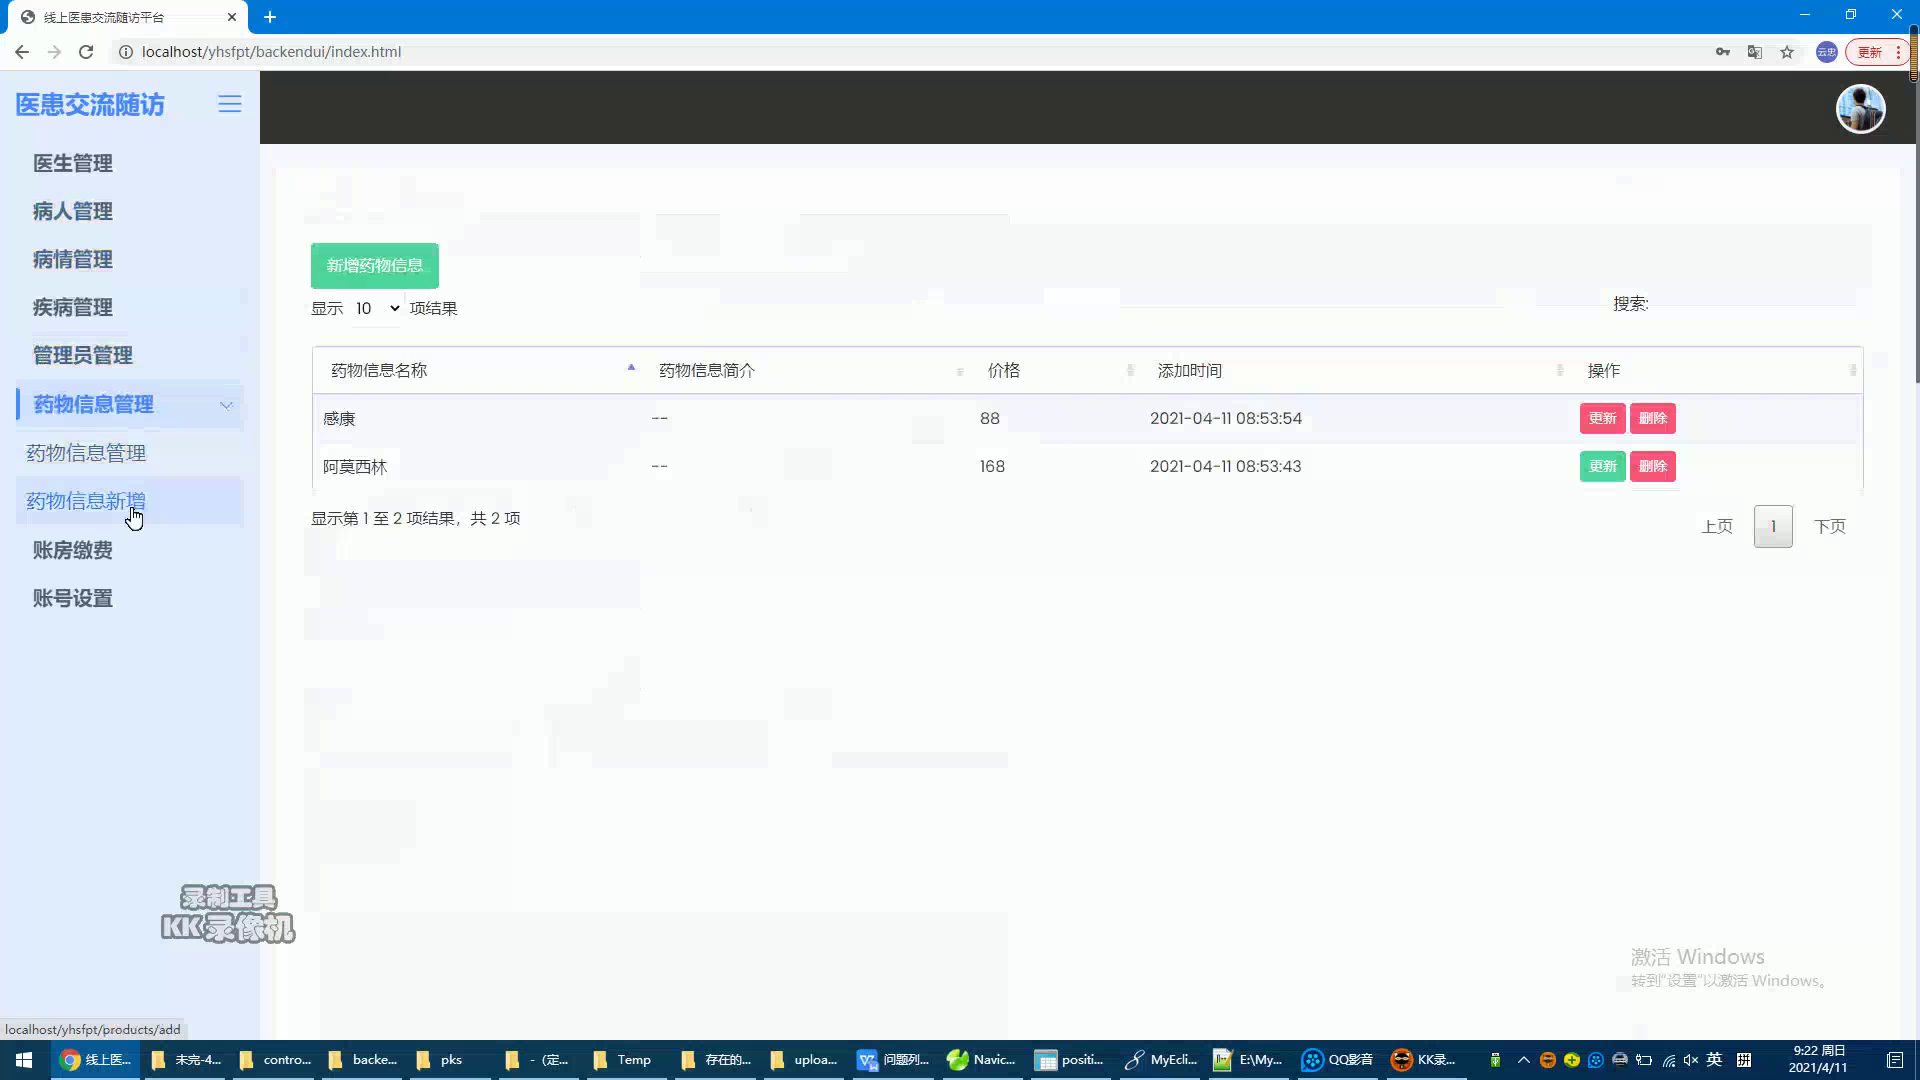 线上医患交流随访平台
localhost/yhsfpt/backendui/index.html
云忠
更新
医患交流随访
医生管理
病人管理
病情管理
疾病管理
管理员管理
药物信息管理
药物信息管理
药物信息新增
账房缴费
账号设置
新增药物信息
显示 10 项结果
搜索:
药物信息名称 药物信息简介 价格 添加时间 操作
感康 -- 88 2021-04-11 08:53:54 更新 删除
阿莫西林 -- 168 2021-04-11 08:53:43 更新 删除
显示第 1 至 2 项结果，共 2 项
上页 1 下页
录制工具
KK录像机
激活 Windows
转到"设置"以激活 Windows。
localhost/yhsfpt/products/add
线上医... 未完-4... contro... backe... pks -（定... Temp 存在的... uploa... 问题列... Navic... positi... MyEcli... E:\My... QQ影音 KK录... 英 拼
9:22 周日
2021/4/11